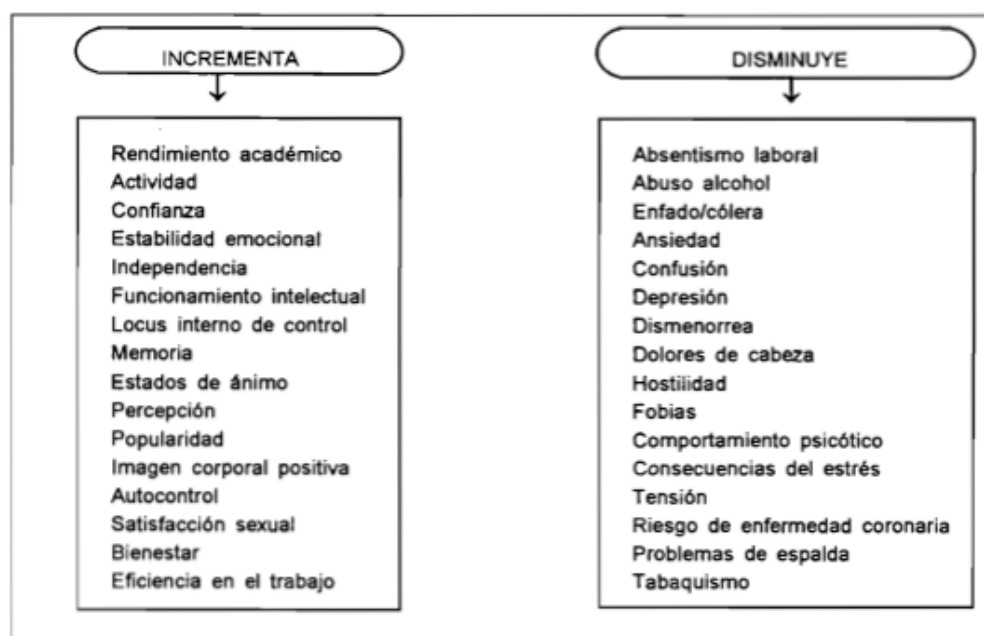 INCREMENTA
Rendimiento académico
Actividad
Confianza
Estabilidad emocional
Independencia
Funcionamiento intelectual
Locus interno de control
Memoria
Estados de ánimo
Percepción
Popularidad
Imagen corporal positiva
Autocontrol
Satisfacción sexual
Bienestar
Eficiencia en el trabajo
DISMINUYE
Absentismo laboral
Abuso alcohol
Enfado/cólera
Ansiedad
Confusión
Depresión
Dismenorrea
Dolores de cabeza
Hostilidad
Fobias
Comportamiento psicótico
Consecuencias del estrés
Tensión
Riesgo de enfermedad coronaria
Problemas de espalda
Tabaquismo